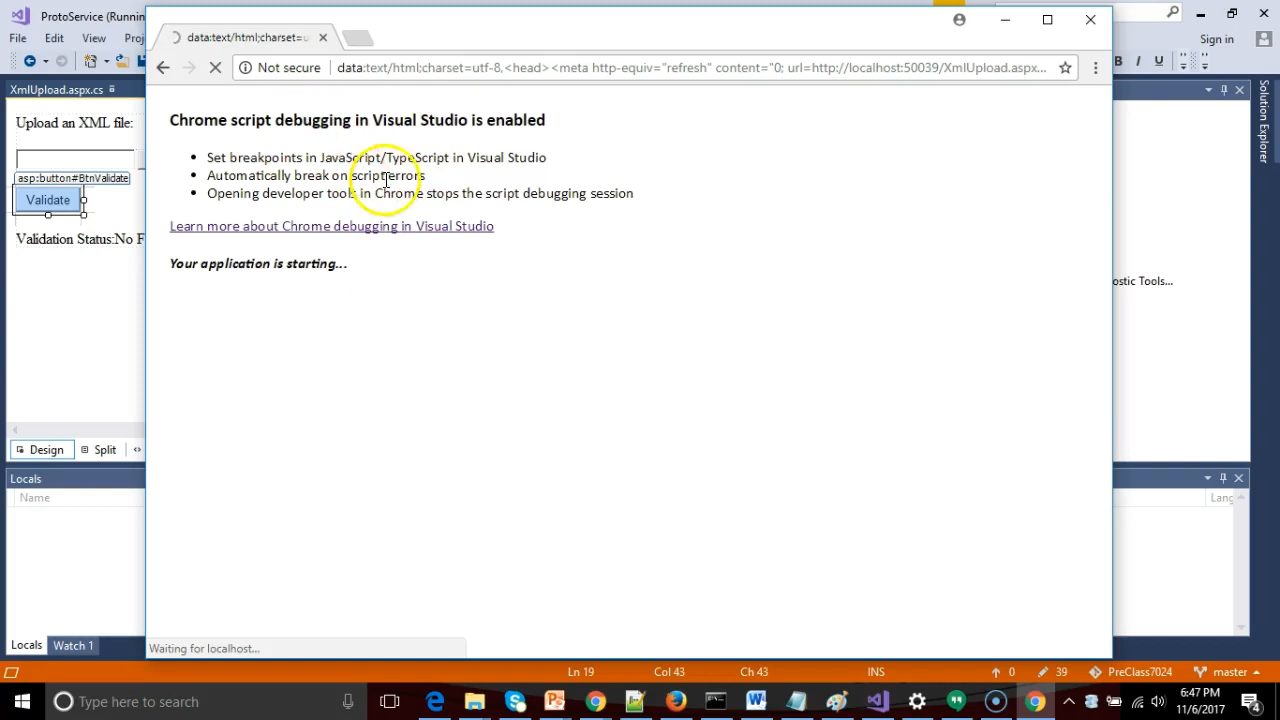 ProtoService (Runnin
File Edit View Proj
Sign in
data:text/html;charset=u
Not secure data:text/html;charset=utf-8,<head><meta http-equiv="refresh" content="0; url=http://localhost:50039/XmlUpload.aspx...
B I U
XmlUpload.aspx.cs
Upload an XML file:
asp:button#BtnValidate
Validate
Validation Status:No F
Chrome script debugging in Visual Studio is enabled
• Set breakpoints in JavaScript/TypeScript in Visual Studio
• Automatically break on script errors
• Opening developer tools in Chrome stops the script debugging session
Learn more about Chrome debugging in Visual Studio
Your application is starting...
Solution Explorer
ostic Tools...
Design Split
Locals
Name
Lang
Locals Watch 1
Waiting for localhost...
Ln 19 Col 43 Ch 43 INS 0 39 PreClass7024 master
Type here to search
6:47 PM
11/6/2017
4